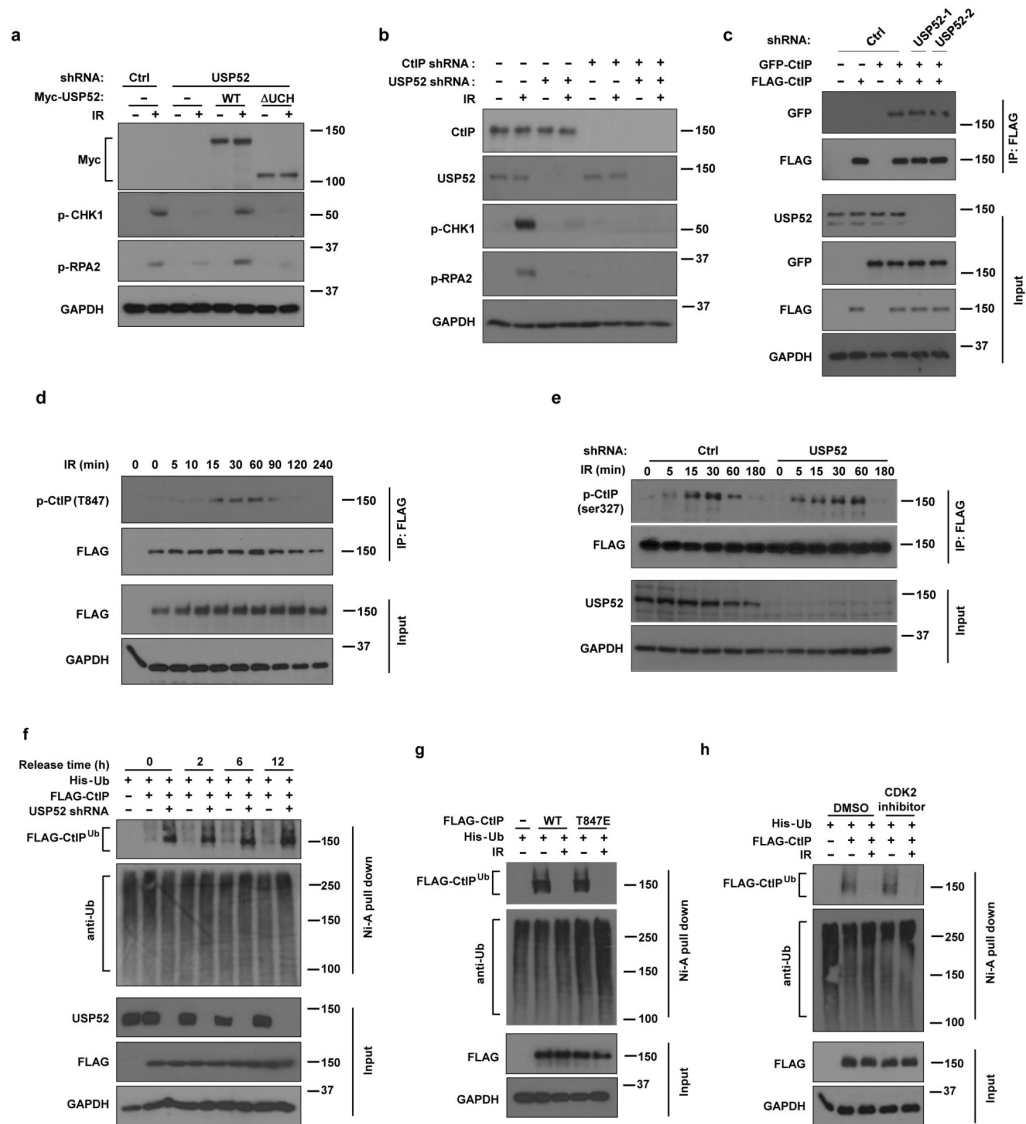 a
shRNA: Ctrl USP52
Myc-USP52: – – WT ΔUCH
IR – + – + – + – +
Myc
150
100
p-CHK1
50
p-RPA2
37
GAPDH
37
b
CtIP shRNA : – – – – + + + +
USP52 shRNA : – – + + – – + +
IR – + – + – + – +
CtIP
150
USP52
150
p-CHK1
50
p-RPA2
37
GAPDH
37
c
shRNA: Ctrl USP52-1 USP52-2
GFP-CtIP – – + + + +
FLAG-CtIP – + – + + +
GFP
150
FLAG
150
IP: FLAG
USP52
150
GFP
150
FLAG
150
GAPDH
37
Input
d
IR (min) 0 0 5 10 15 30 60 90 120 240
p-CtIP (T847)
150
FLAG
150
IP: FLAG
FLAG
150
GAPDH
37
Input
e
shRNA: Ctrl USP52
IR (min) 0 5 15 30 60 180 0 5 15 30 60 180
p-CtIP
(ser327)
150
FLAG
150
IP: FLAG
USP52
150
GAPDH
37
Input
f
Release time (h) 0 2 6 12
His-Ub + + + + + + + + +
FLAG-CtIP – + + + + + + + +
USP52 shRNA – – + – + – + – +
FLAG-CtIPUb
150
anti-Ub
250
150
100
Ni-A pull down
USP52
150
FLAG
150
GAPDH
37
Input
g
FLAG-CtIP – WT T847E
His-Ub + + + + +
IR – – + – +
FLAG-CtIPUb
150
anti-Ub
250
150
100
Ni-A pull down
FLAG
150
GAPDH
37
Input
h
DMSO CDK2 inhibitor
His-Ub + + + + +
FLAG-CtIP – + + + +
IR – – + – +
FLAG-CtIPUb
150
anti-Ub
250
150
100
Ni-A pull down
FLAG
150
GAPDH
37
Input